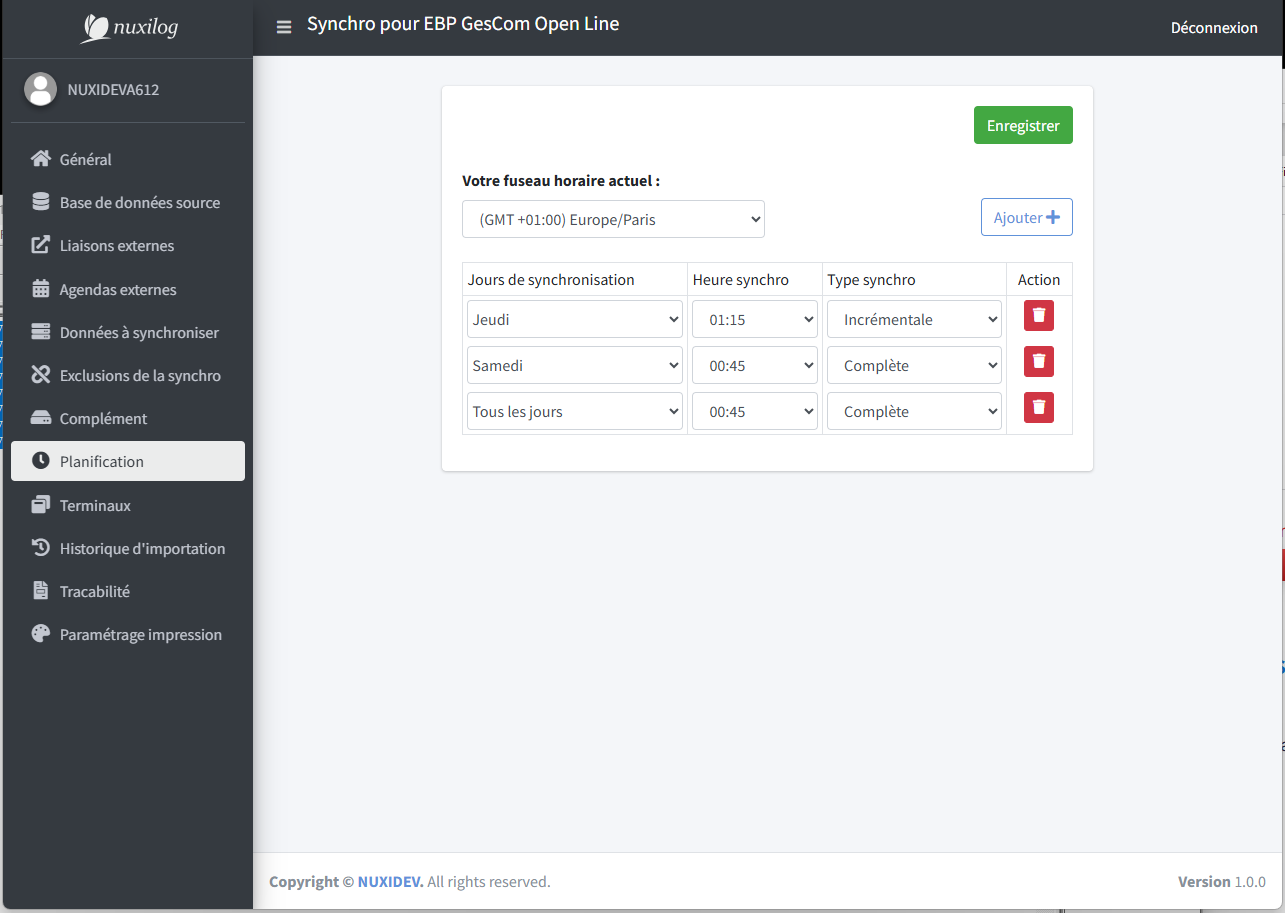 nuxilog
Synchro pour EBP GesCom Open Line
Déconnexion
NUXIDEVA612
Général
Base de données source
Liaisons externes
Agendas externes
Données à synchroniser
Exclusions de la synchro
Complément
Planification
Terminaux
Historique d'importation
Tracabilité
Paramétrage impression
Enregistrer
Votre fuseau horaire actuel :
(GMT +01:00) Europe/Paris
Ajouter
Jours de synchronisation Heure synchro Type synchro Action
Jeudi 01:15 Incrémentale
Samedi 00:45 Complète
Tous les jours 00:45 Complète
Copyright © NUXIDEV. All rights reserved.
Version 1.0.0